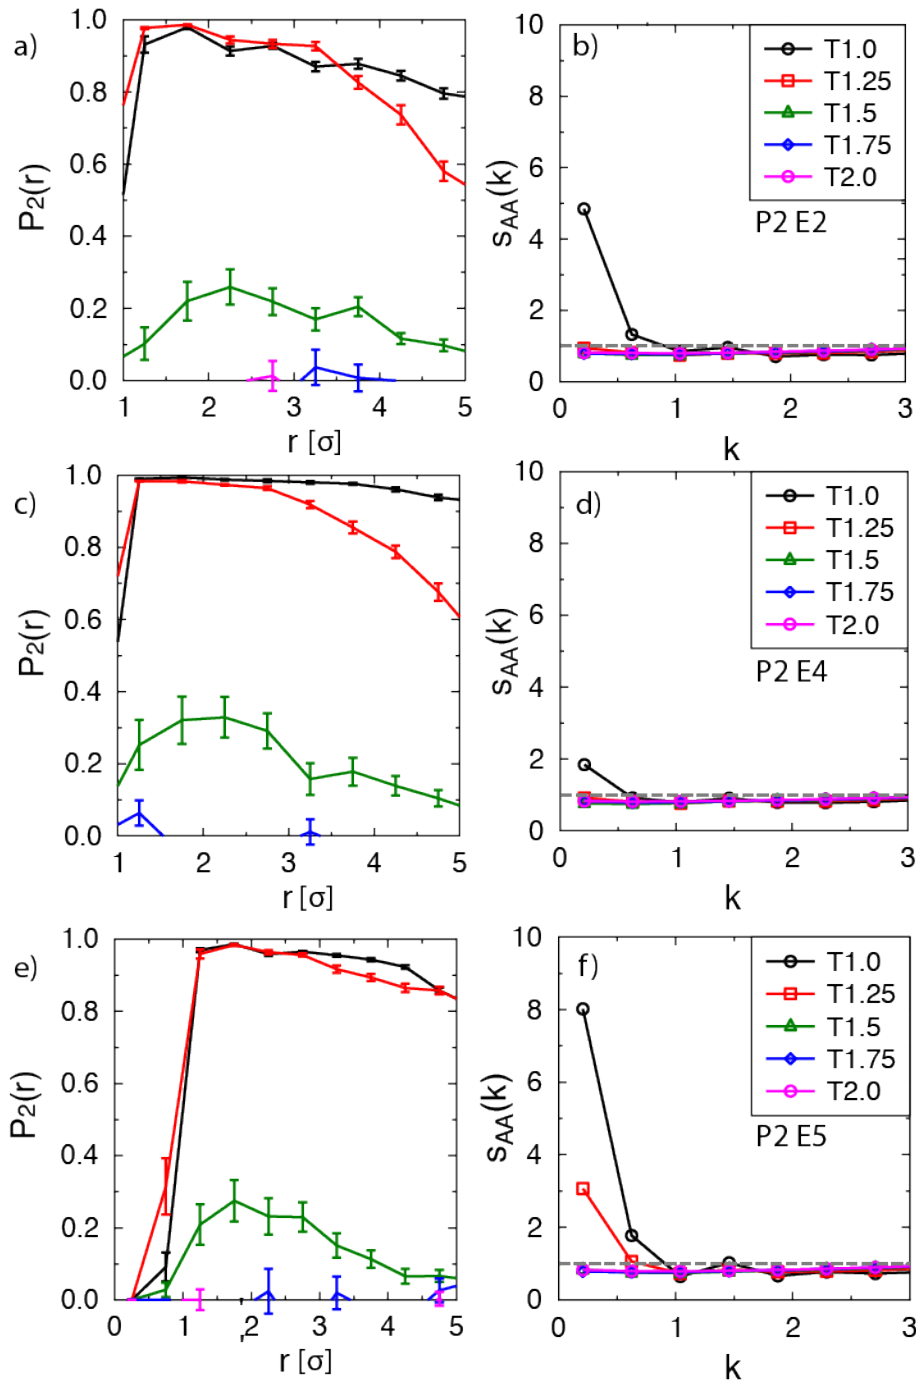 a)
P2(r)
1.0
0.8
0.6
0.4
0.2
0.0
1 2 3 4 5
r [σ]
b)
SAA(k)
10
8
6
4
2
0
0 1 2 3
k
T1.0
T1.25
T1.5
T1.75
T2.0
P2 E2
c)
P2(r)
1.0
0.8
0.6
0.4
0.2
0.0
1 2 3 4 5
r [σ]
d)
SAA(k)
10
8
6
4
2
0
0 1 2 3
k
T1.0
T1.25
T1.5
T1.75
T2.0
P2 E4
e)
P2(r)
1.0
0.8
0.6
0.4
0.2
0.0
0 1 2 3 4 5
r [σ]
f)
SAA(k)
10
8
6
4
2
0
0 1 2 3
k
T1.0
T1.25
T1.5
T1.75
T2.0
P2 E5